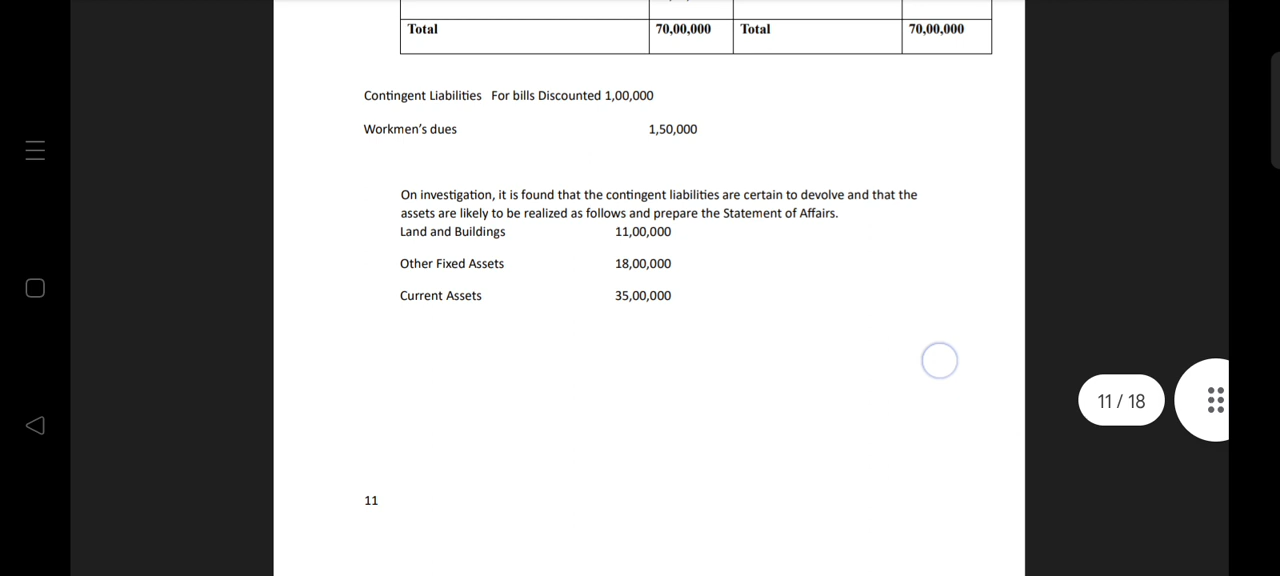 Total 70,00,000 Total 70,00,000
Contingent Liabilities For bills Discounted 1,00,000
Workmen's dues 1,50,000
On investigation, it is found that the contingent liabilities are certain to devolve and that the
assets are likely to be realized as follows and prepare the Statement of Affairs.
Land and Buildings 11,00,000
Other Fixed Assets 18,00,000
Current Assets 35,00,000
11 / 18
11